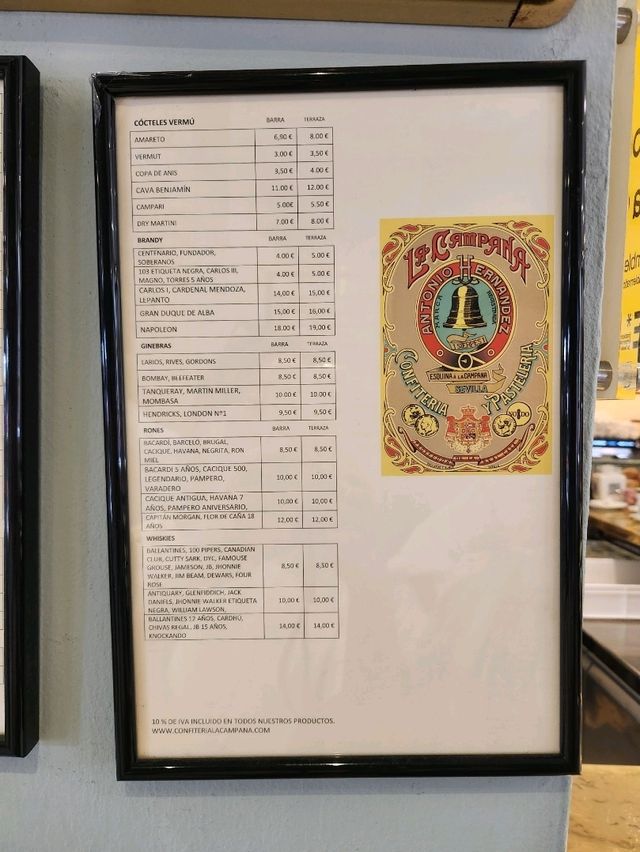 CÓCTELES VERMÚ BARRA TERRAZA
AMARETO 6,90 € 8.00 €
VERMUT 3.00 € 3,50 €
COPA DE ANIS 3,50 € 4.00 €
CAVA BENJAMÍN 11.00 € 12.00 €
CAMPARI 5.00€ 5.50 €
DRY MARTINI 7.00 € 8.00 €
BRANDY BARRA TERRAZA
CENTENARIO, FUNDADOR,
SOBERANOS 4.00 € 5.00 €
103 ETIQUETA NEGRA, CARLOS III,
MAGNO, TORRES 5 AÑOS 4.00 € 5.00 €
CARLOS I, CARDENAL MENDOZA,
LEPANTO 14,00 € 15,00 €
GRAN DUQUE DE ALBA 15,00 € 16,00 €
NAPOLEON 18.00 € 19,00 €
GINEBRAS BARRA TERRAZA
LARIOS, RIVES, GORDONS 8,50 € 8,50 €
BOMBAY, BEEFEATER 8,50 € 8,50 €
TANQUERAY, MARTIN MILLER,
MOMBASA 10.00 € 10.00 €
HENDRICKS, LONDON Nº1 9,50 € 9,50 €
RONES BARRA TERRAZA
BACARDÍ, BARCELÓ, BRUGAL,
CACIQUE, HAVANA, NEGRITA, RON
MIEL 8,50 € 8,50 €
BACARDI 5 AÑOS, CACIQUE 500,
LEGENDARIO, PAMPERO,
VARADERO 10,00 € 10,00 €
CACIQUE ANTIGUA, HAVANA 7
AÑOS, PAMPERO ANIVERSARIO, 10,00 € 10,00 €
CAPITÁN MORGAN, FLOR DE CAÑA 18
AÑOS 12,00 € 12,00 €
WHISKIES
BALLANTINES, 100 PIPERS, CANADIAN
CLUB, CUTTY SARK, DYC, FAMOUSE
GROUSE, JAMESON, JB, JHONNIE
WALKER, JIM BEAM, DEWARS, FOUR
ROSE 8,50 € 8,50 €
ANTIQUARY, GLENFIDDICH, JACK
DANIELS, JHONNIE WALKER ETIQUETA
NEGRA, WILLIAM LAWSON, 10,00 € 10,00 €
BALLANTINES 12 AÑOS, CARDHÚ,
CHIVAS REGAL, JB 15 AÑOS,
KNOCKANDO 14,00 € 14,00 €
10 % DE IVA INCLUIDO EN TODOS NUESTROS PRODUCTOS.
WWW.CONFITERIALACAMPANA.COM
LA CAMPANA
ANTONIO HERNANDEZ
MARCA REGISTRADA
ESQUINA A LA CAMPANA
SEVILLA
CONFITERIA Y PASTELERIA
NO DO